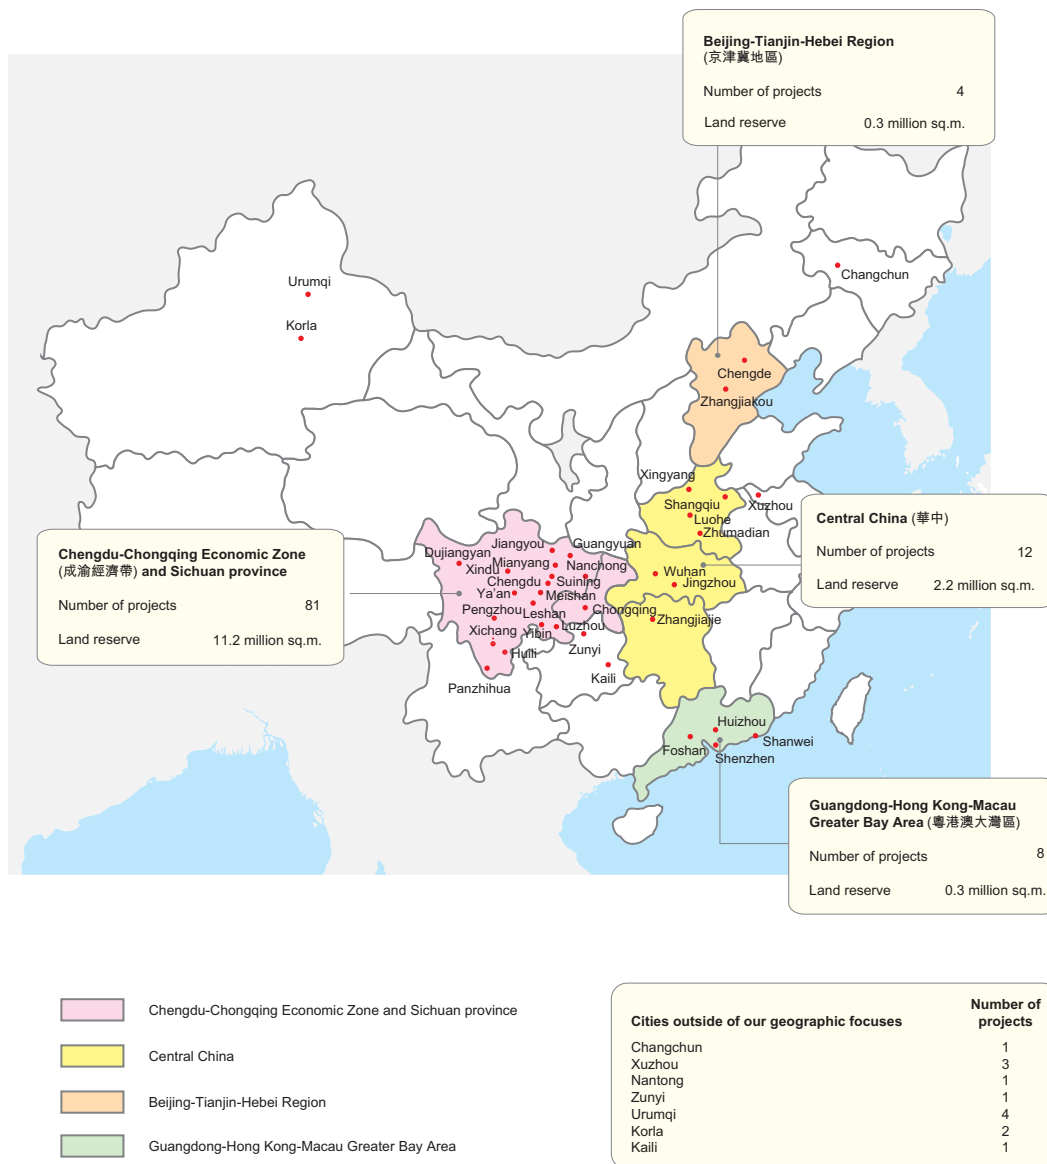 Beijing-Tianjin-Hebei Region
(京津冀地區)
Number of projects 4
Land reserve 0.3 million sq.m.
Changchun
Urumqi
Korla
Chengde
Zhangjiakou
Xingyang
Shangqiu
Xuzhou
Luohe
Zhumadian
Central China (華中)
Number of projects 12
Land reserve 2.2 million sq.m.
Chengdu-Chongqing Economic Zone
(成渝經濟帶) and Sichuan province
Number of projects 81
Land reserve 11.2 million sq.m.
Jiangyou
Guangyuan
Dujiangyan
Mianyang
Nanchong
Xindu
Chengdu
Suining
Ya'an
Meishan
Pengzhou
Leshan
Chongqing
Xichang
Yibin
Luzhou
Huili
Zunyi
Panzhihua
Kaili
Wuhan
Jingzhou
Zhangjiajie
Huizhou
Foshan
Shanwei
Shenzhen
Guangdong-Hong Kong-Macau
Greater Bay Area (粵港澳大灣區)
Number of projects 8
Land reserve 0.3 million sq.m.
Chengdu-Chongqing Economic Zone and Sichuan province
Central China
Beijing-Tianjin-Hebei Region
Guangdong-Hong Kong-Macau Greater Bay Area
Cities outside of our geographic focuses Number of projects
Changchun 1
Xuzhou 3
Nantong 1
Zunyi 1
Urumqi 4
Korla 2
Kaili 1